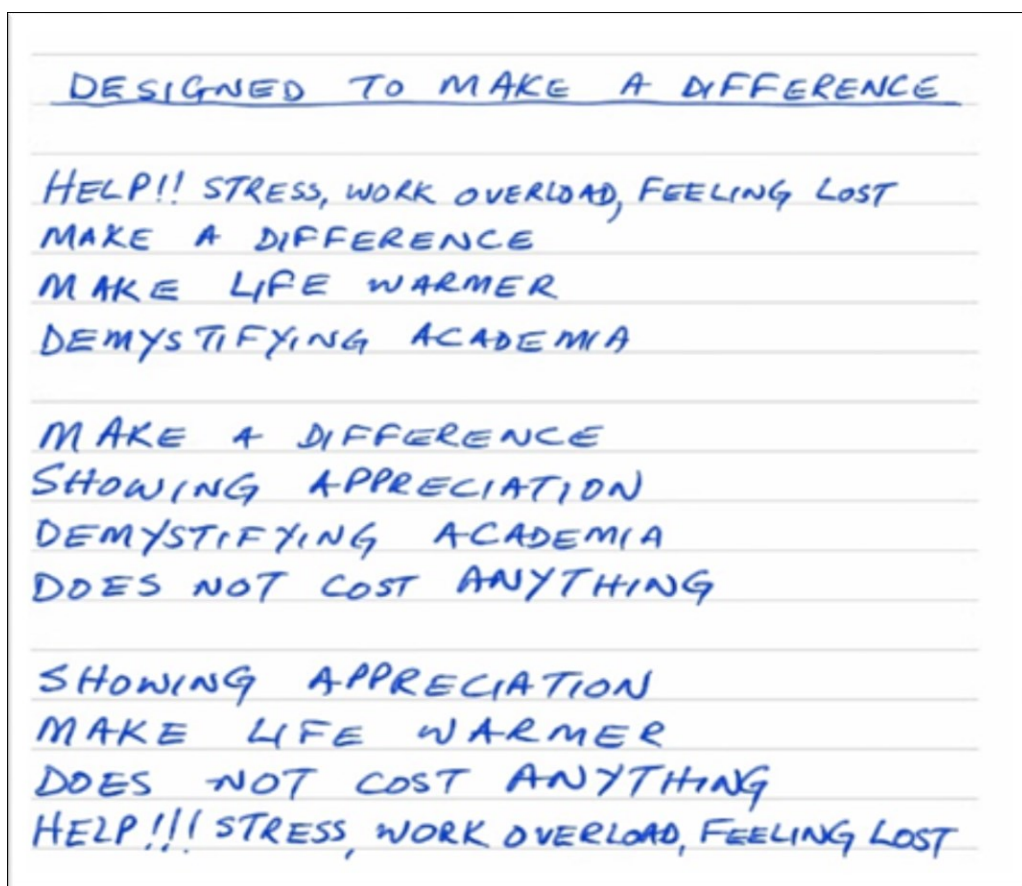 DESIGNED TO MAKE A DIFFERENCE
HELP!! STRESS, WORK OVERLOAD, FEELING LOST
MAKE A DIFFERENCE
MAKE LIFE WARMER
DEMYSTIFYING ACADEMIA
MAKE A DIFFERENCE
SHOWING APPRECIATION
DEMYSTIFYING ACADEMIA
DOES NOT COST ANYTHING
SHOWING APPRECIATION
MAKE LIFE WARMER
DOES NOT COST ANYTHING
HELP!!! STRESS, WORK OVERLOAD, FEELING LOST